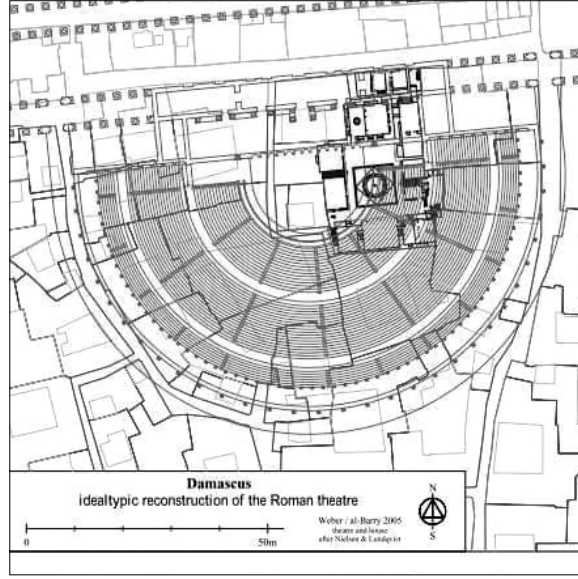 Damascus
idealtypic reconstruction of the Roman theatre
N
Weber / al-Barry 2005
theatre and house
after Nielsen & Lundqvist
S
0
50m